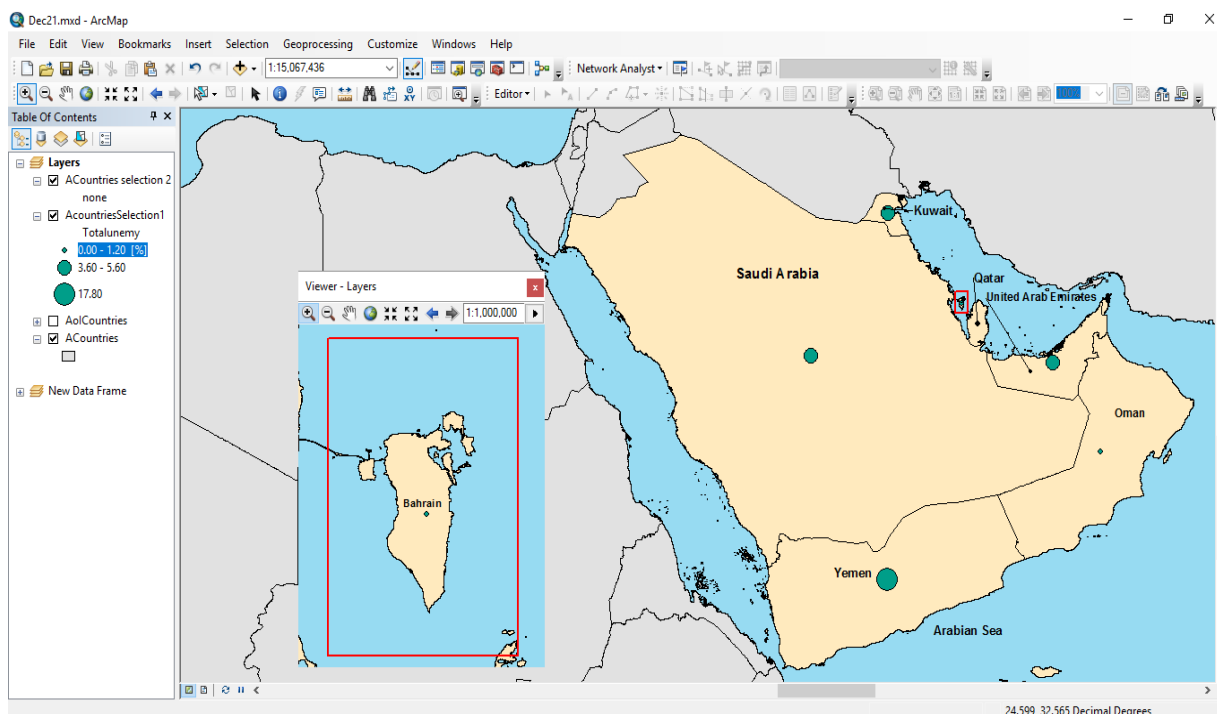 Dec21.mxd - ArcMap
File Edit View Bookmarks Insert Selection Geoprocessing Customize Windows Help
1:15,067,436
Network Analyst
Editor
Table Of Contents
Layers
ACountries selection 2
none
AcountriesSelection1
Totalunemy
0.00 - 1.20 [%]
3.60 - 5.60
17.80
AolCountries
ACountries
New Data Frame
Kuwait
Saudi Arabia
Qatar
United Arab Emirates
Viewer - Layers
1:1,000,000
Oman
Bahrain
Yemen
Arabian Sea
24.599 32.565 Decimal Degrees